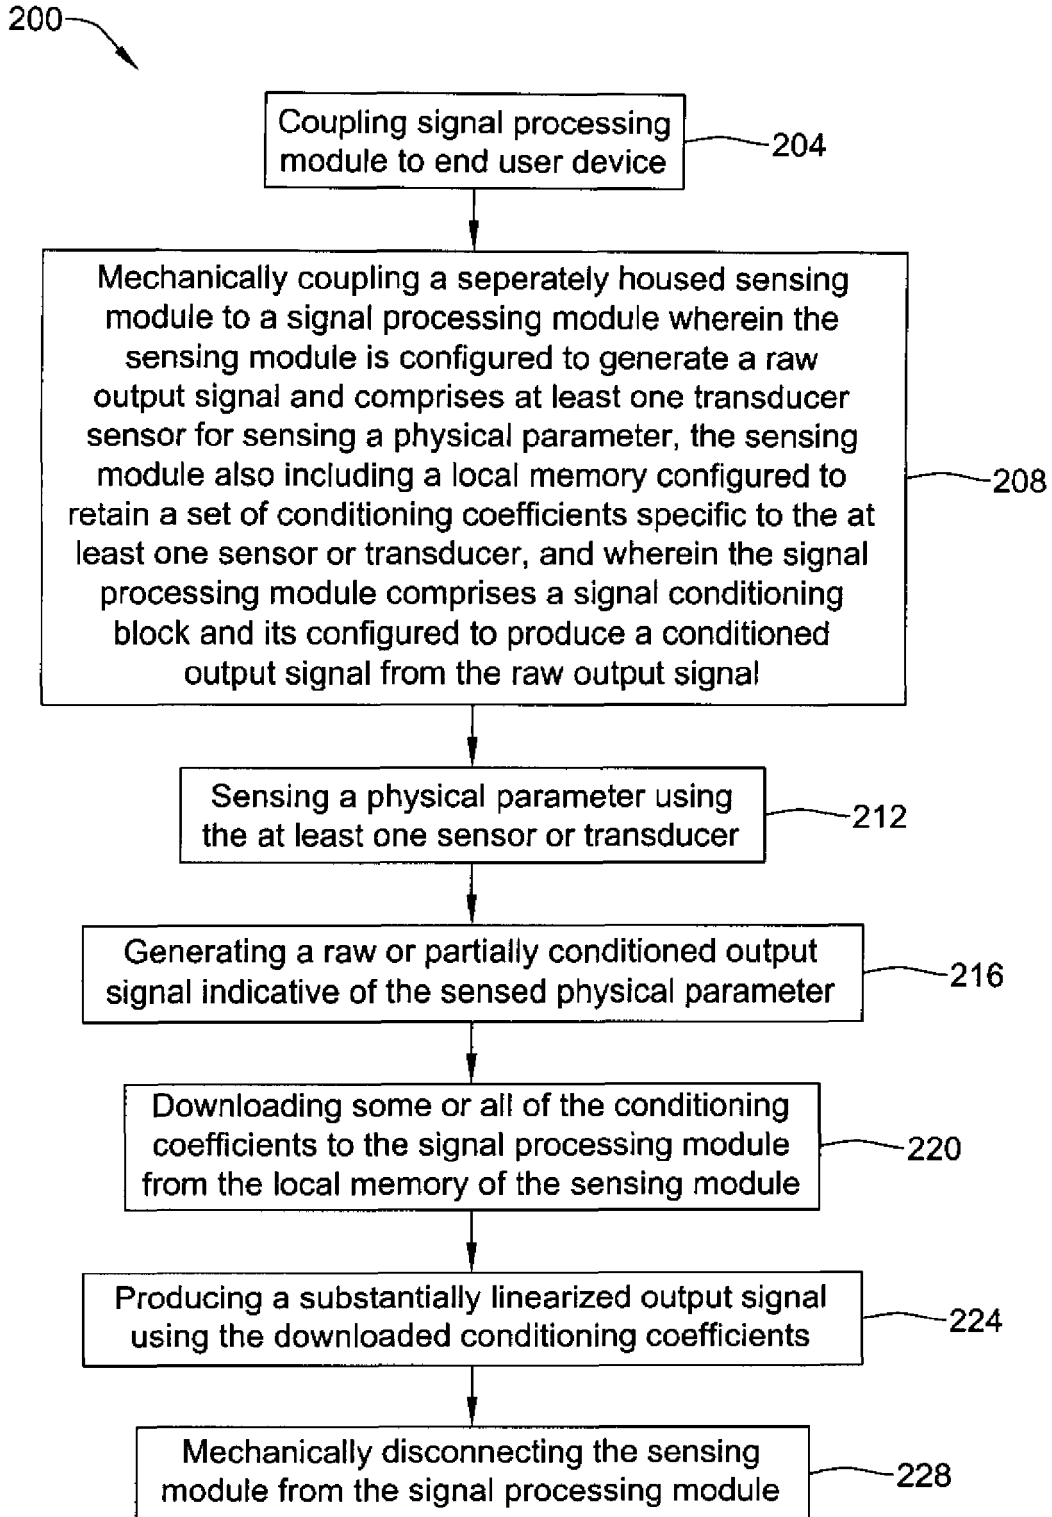 200
Coupling signal processing
module to end user device
204
Mechanically coupling a seperately housed sensing
module to a signal processing module wherein the
sensing module is configured to generate a raw
output signal and comprises at least one transducer
sensor for sensing a physical parameter, the sensing
module also including a local memory configured to
retain a set of conditioning coefficients specific to the at
least one sensor or transducer, and wherein the signal
processing module comprises a signal conditioning
block and its configured to produce a conditioned
output signal from the raw output signal
208
Sensing a physical parameter using
the at least one sensor or transducer
212
Generating a raw or partially conditioned output
signal indicative of the sensed physical parameter
216
Downloading some or all of the conditioning
coefficients to the signal processing module
from the local memory of the sensing module
220
Producing a substantially linearized output signal
using the downloaded conditioning coefficients
224
Mechanically disconnecting the sensing
module from the signal processing module
228